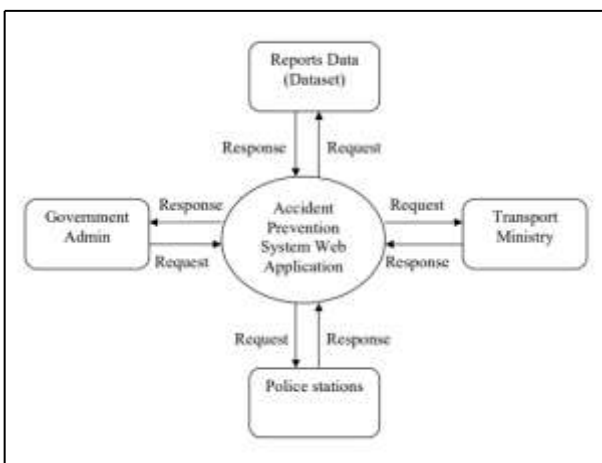 Reports Data
(Dataset)
Response
Request
Government
Admin
Response
Request
Accident
Prevention
System Web
Application
Request
Response
Transport
Ministry
Request
Response
Police stations